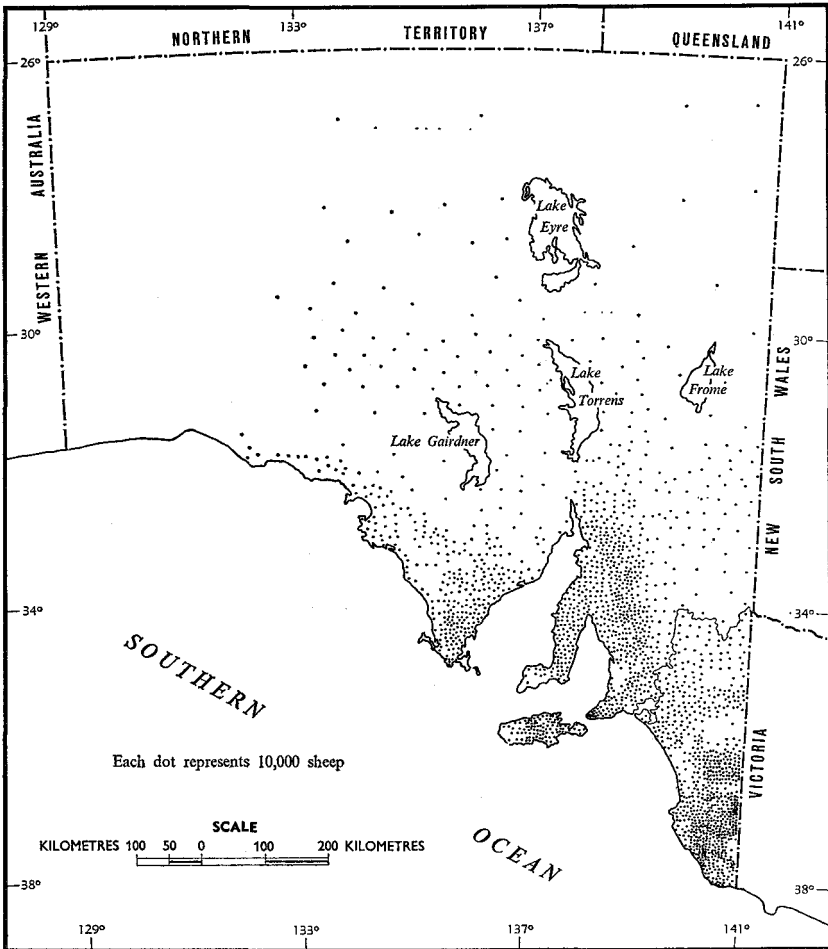 129° 133° 137° 141°
NORTHERN TERRITORY QUEENSLAND
26° 26°
WESTERN AUSTRALIA
Lake
Eyre
30° 30°
Lake
Torrens
Lake
Frome
Lake Gairdner
NEW SOUTH WALES
34° 34°
SOUTHERN
OCEAN
VICTORIA
Each dot represents 10,000 sheep
SCALE
KILOMETRES 100 50 0 100 200 KILOMETRES
38° 38°
129° 133° 137° 141°